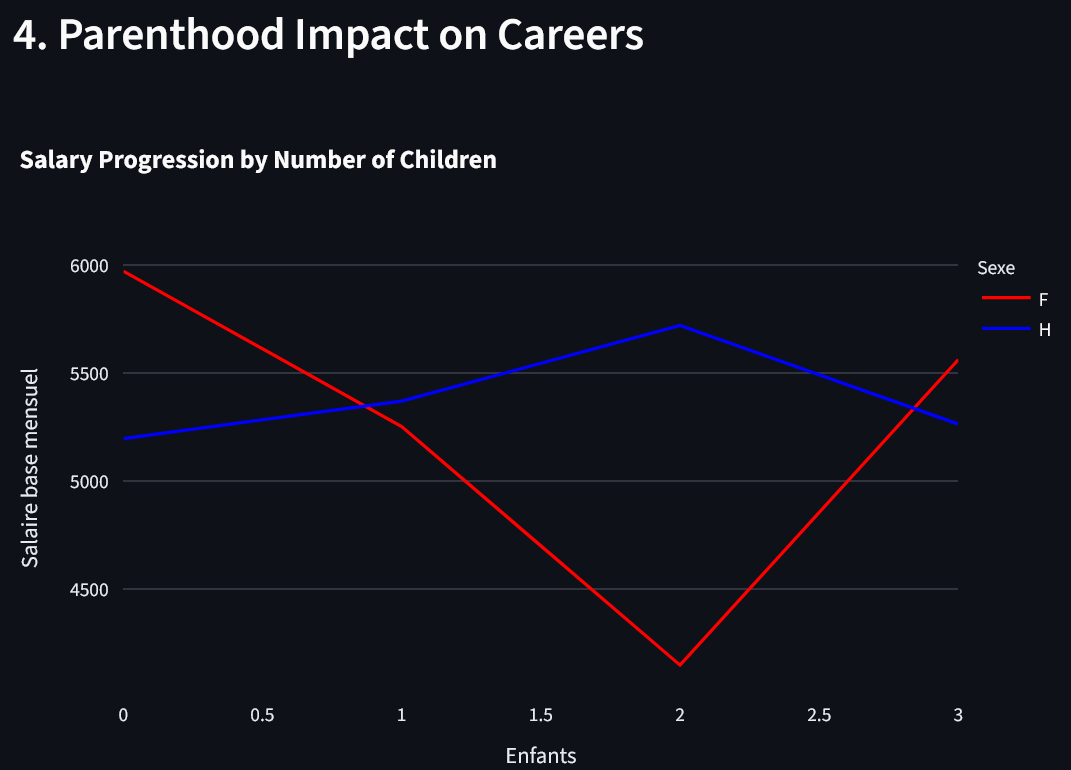 4. Parenthood Impact on Careers
Salary Progression by Number of Children
6000
5500
5000
4500
Salaire base mensuel
0 0.5 1 1.5 2 2.5 3
Enfants
Sexe
F
H